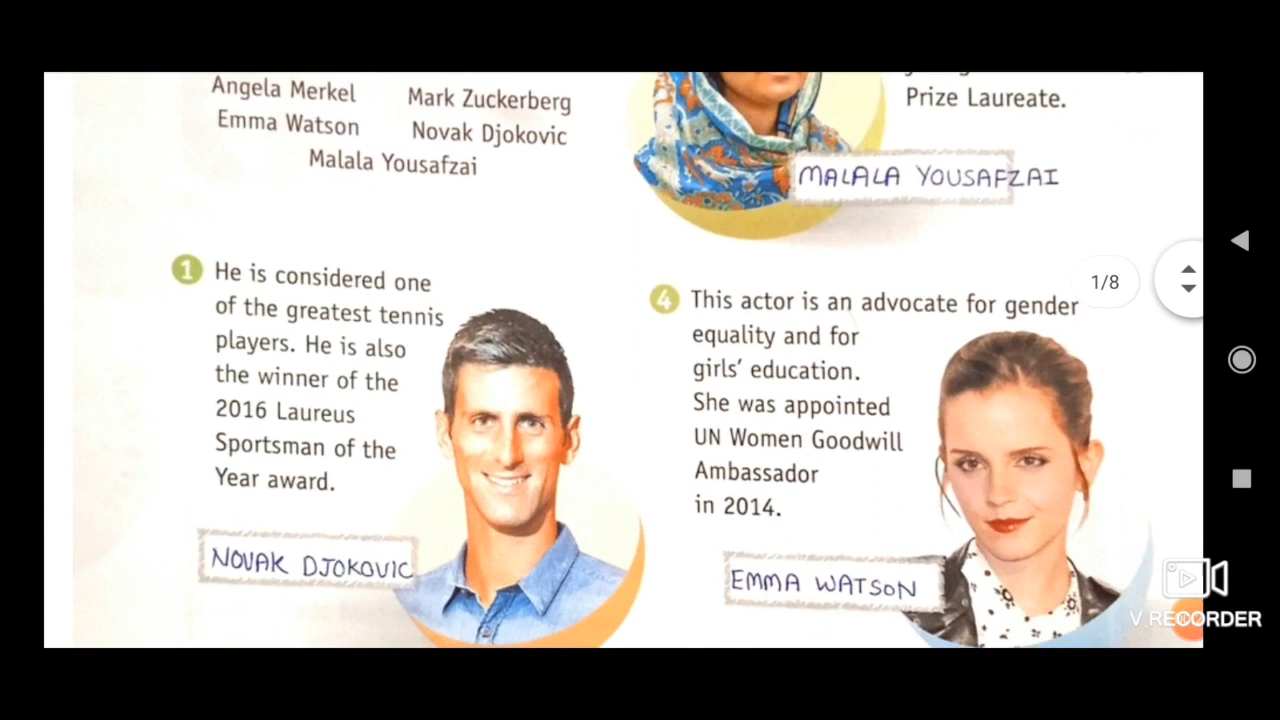 Angela Merkel Mark Zuckerberg
Emma Watson Novak Djokovic
Malala Yousafzai
Prize Laureate.
MALALA YOUSAFZAI
1 He is considered one
of the greatest tennis
players. He is also
the winner of the
2016 Laureus
Sportsman of the
Year award.
NOVAK DJOKOVIC
4 This actor is an advocate for gender
equality and for
girls' education.
She was appointed
UN Women Goodwill
Ambassador
in 2014.
EMMA WATSON
1/8
V RECORDER